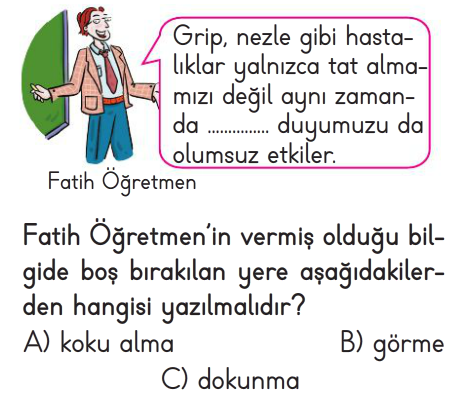 Grip, nezle gibi hasta-
lıklar yalnızca tat alma-
mızı değil aynı zaman-
da ............... duyumuzu da
olumsuz etkiler.
Fatih Öğretmen
Fatih Öğretmen'in vermiş olduğu bil-
gide boş bırakılan yere aşağıdakiler-
den hangisi yazılmalıdır?
A) koku alma B) görme
C) dokunma